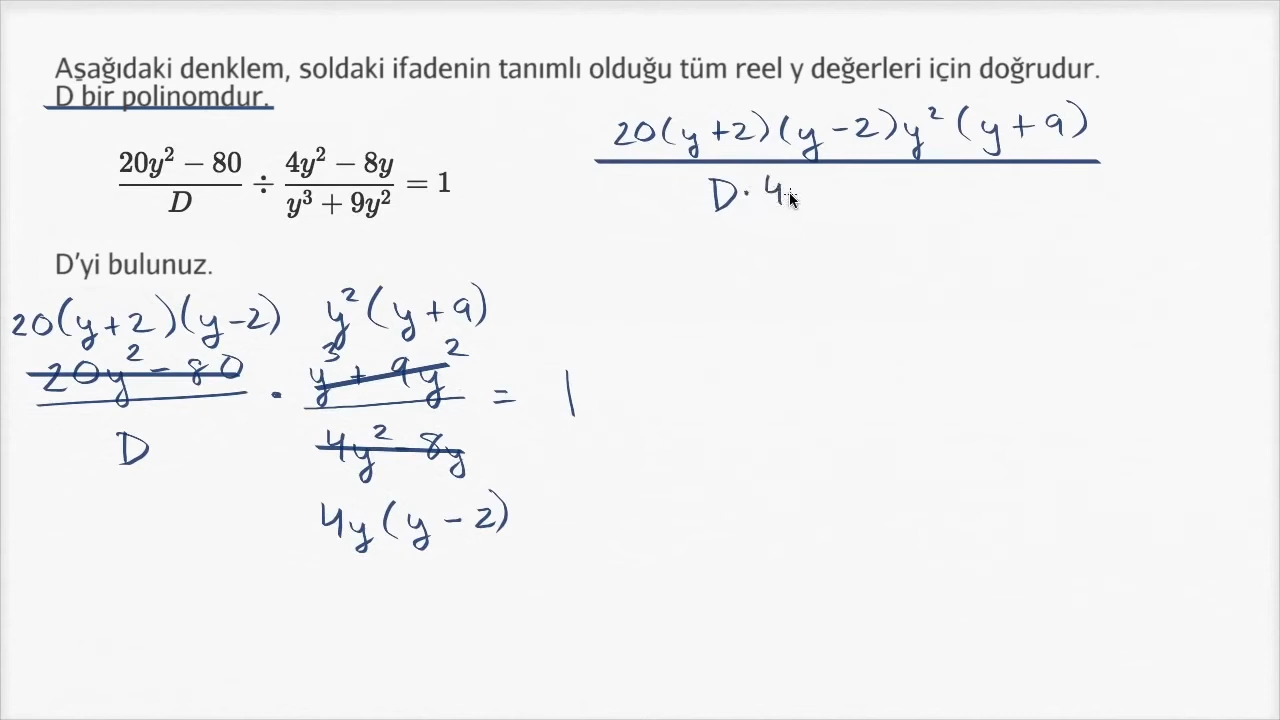 Aşağıdaki denklem, soldaki ifadenin tanımlı olduğu tüm reel y değerleri için doğrudur.
D bir polinomdur.
20(y+2)(y-2)y²(y+9)
D·4
20y² − 80 / D ÷ 4y² − 8y / y³ + 9y² = 1
D'yi bulunuz.
20(y+2)(y-2) y²(y+9)
20y²-80 / D · y³+9y² / 4y²-8y = 1
4y(y-2)